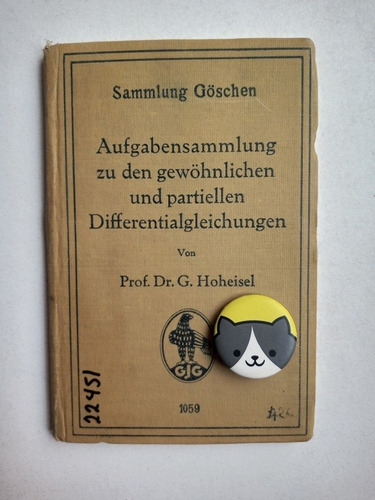 Sammlung Göschen
Aufgabensammlung
zu den gewöhnlichen
und partiellen
Differentialgleichungen
Von
Prof. Dr. G. Hoheisel
GJG
1059
22451